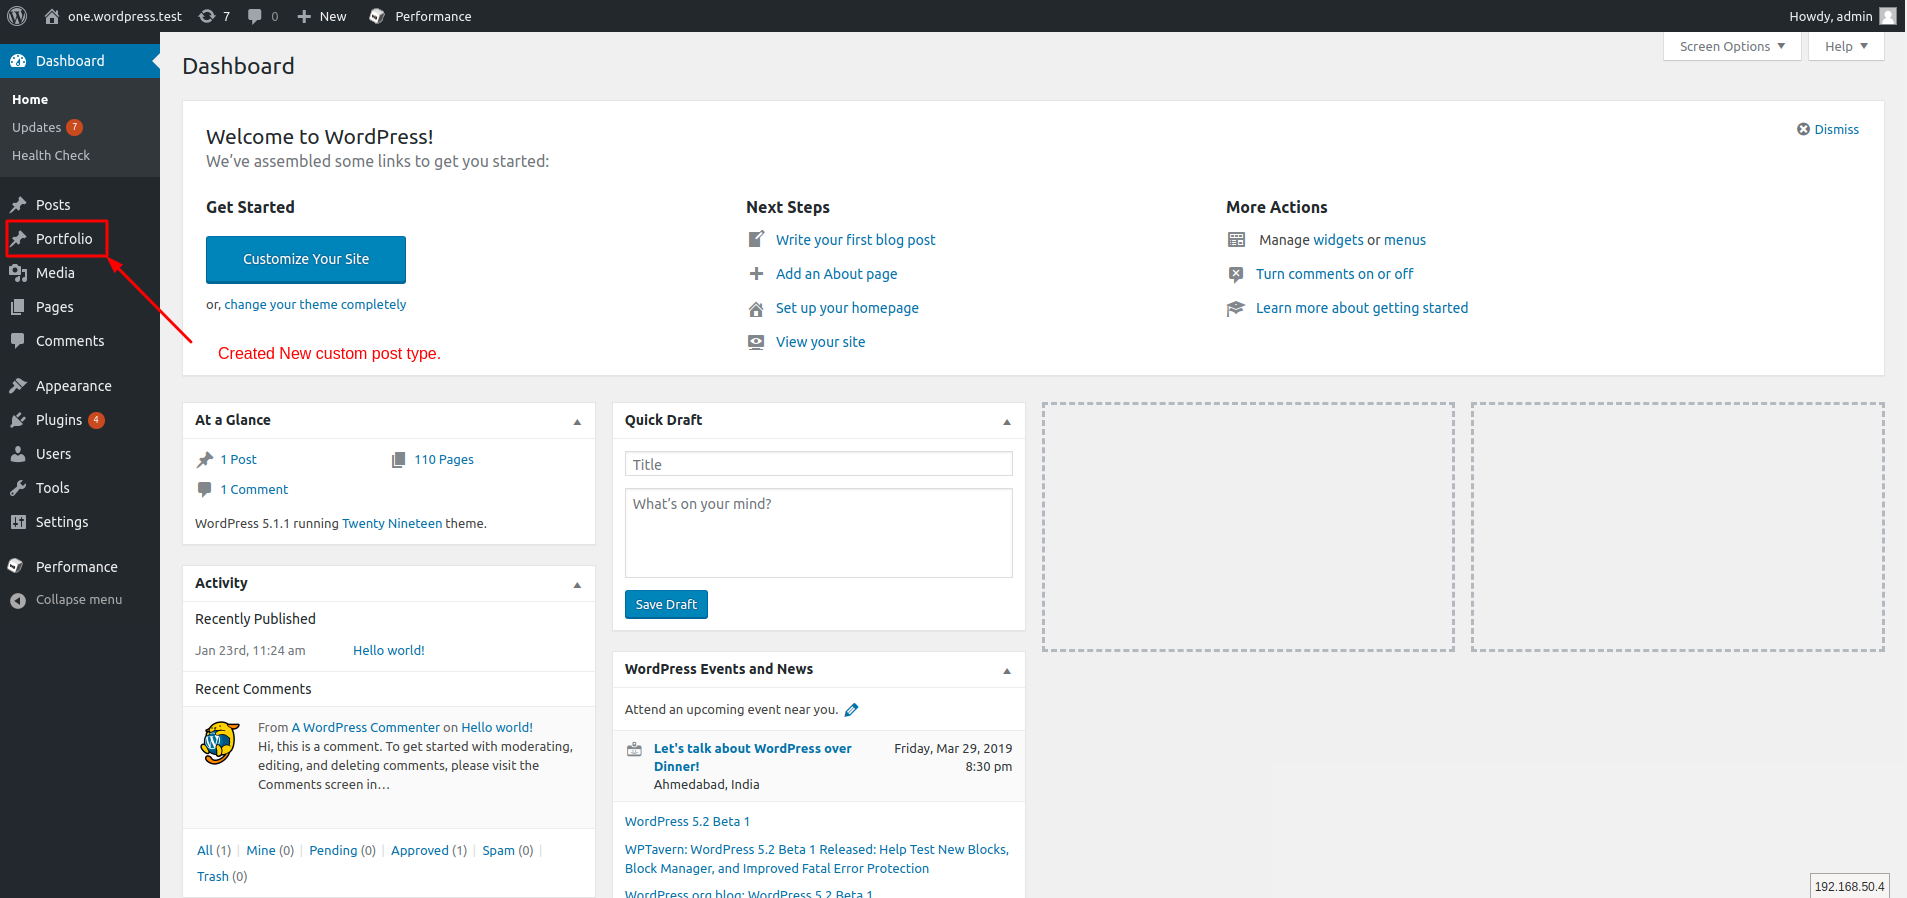 one.wordpress.test 7 0 New Performance Howdy, admin
Screen Options Help
Dashboard
Home
Updates 7
Health Check
Posts
Portfolio
Media
Pages
Comments
Appearance
Plugins 4
Users
Tools
Settings
Performance
Collapse menu
Dashboard
Welcome to WordPress!
We've assembled some links to get you started:
Dismiss
Get Started
Customize Your Site
or, change your theme completely
Created New custom post type.
Next Steps
Write your first blog post
Add an About page
Set up your homepage
View your site
More Actions
Manage widgets or menus
Turn comments on or off
Learn more about getting started
At a Glance
1 Post 110 Pages
1 Comment
WordPress 5.1.1 running Twenty Nineteen theme.
Activity
Recently Published
Jan 23rd, 11:24 am Hello world!
Recent Comments
From A WordPress Commenter on Hello world!
Hi, this is a comment. To get started with moderating,
editing, and deleting comments, please visit the
Comments screen in…
All (1) | Mine (0) | Pending (0) | Approved (1) | Spam (0) |
Trash (0)
Quick Draft
Title
What's on your mind?
Save Draft
WordPress Events and News
Attend an upcoming event near you.
Let's talk about WordPress over Friday, Mar 29, 2019
Dinner! 8:30 pm
Ahmedabad, India
WordPress 5.2 Beta 1
WPTavern: WordPress 5.2 Beta 1 Released: Help Test New Blocks,
Block Manager, and Improved Fatal Error Protection
WordPress.org blog: WordPress 5.2 Beta 1
192.168.50.4